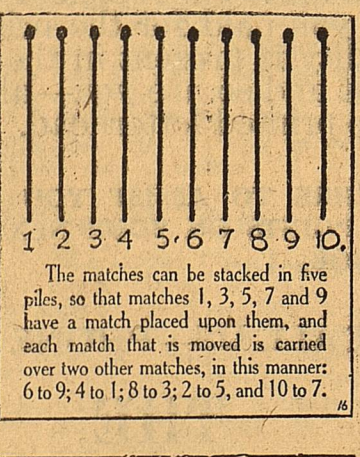 1 2 3 4 5 6 7 8 9 10.
The matches can be stacked in five
piles, so that matches 1, 3, 5, 7 and 9
have a match placed upon them, and
each match that is moved is carried
over two other matches, in this manner:
6 to 9; 4 to 1; 8 to 3; 2 to 5, and 10 to 7.
16